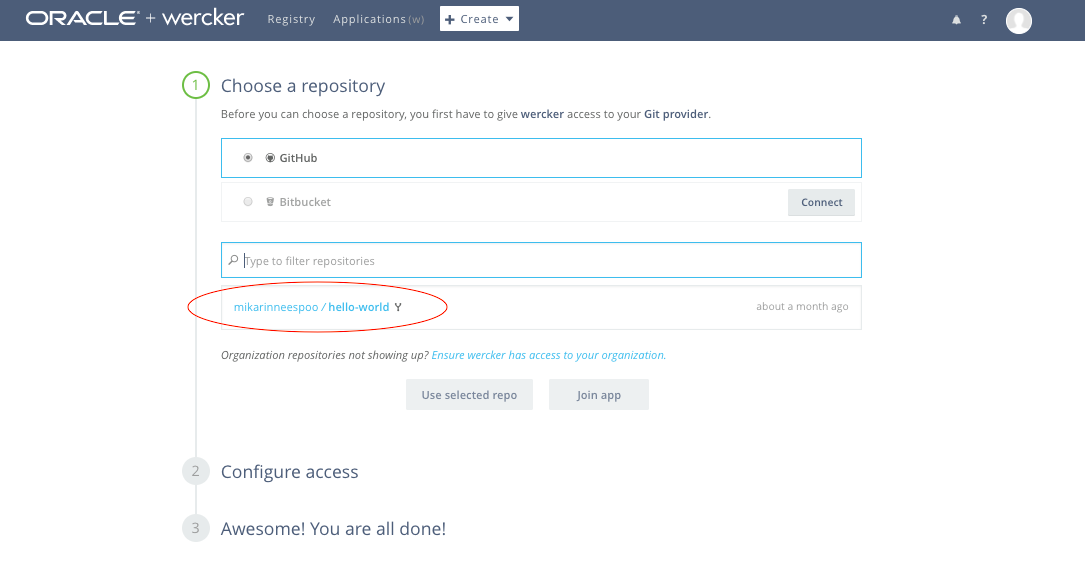 ORACLE + wercker Registry Applications(w) + Create ?
1 Choose a repository
Before you can choose a repository, you first have to give wercker access to your Git provider.
GitHub
Bitbucket Connect
Type to filter repositories
mikarinneespoo / hello-world about a month ago
Organization repositories not showing up? Ensure wercker has access to your organization.
Use selected repo Join app
2 Configure access
3 Awesome! You are all done!